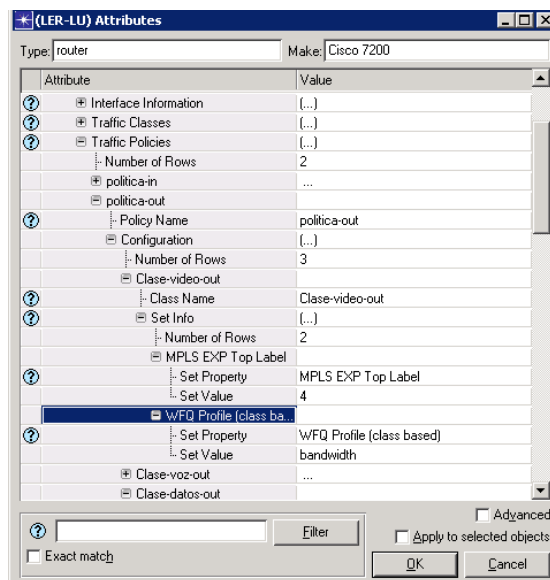 (LER-LU) Attributes
Type: router Make: Cisco 7200
Attribute Value
Interface Information (...)
Traffic Classes (...)
Traffic Policies (...)
Number of Rows 2
politica-in ...
politica-out
Policy Name politica-out
Configuration (...)
Number of Rows 3
Clase-video-out
Class Name Clase-video-out
Set Info (...)
Number of Rows 2
MPLS EXP Top Label
Set Property MPLS EXP Top Label
Set Value 4
WFQ Profile (class ba...
Set Property WFQ Profile (class based)
Set Value bandwidth
Clase-voz-out ...
Clase-datos-out
Advanced
Filter Apply to selected objects
Exact match OK Cancel